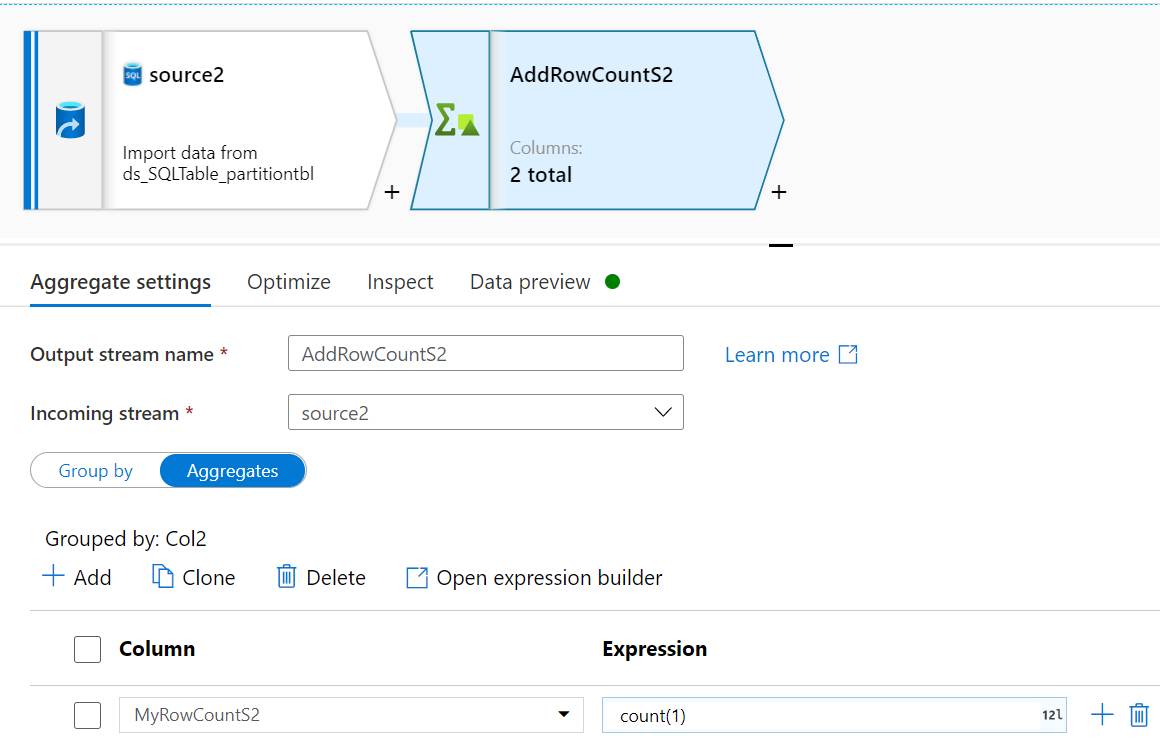 SQL source2
Import data from
ds_SQLTable_partitiontbl
+
AddRowCountS2
Columns:
2 total
+
Aggregate settings Optimize Inspect Data preview
Output stream name * AddRowCountS2 Learn more
Incoming stream * source2
Group by Aggregates
Grouped by: Col2
Add Clone Delete Open expression builder
Column Expression
MyRowCountS2 count(1) 12l